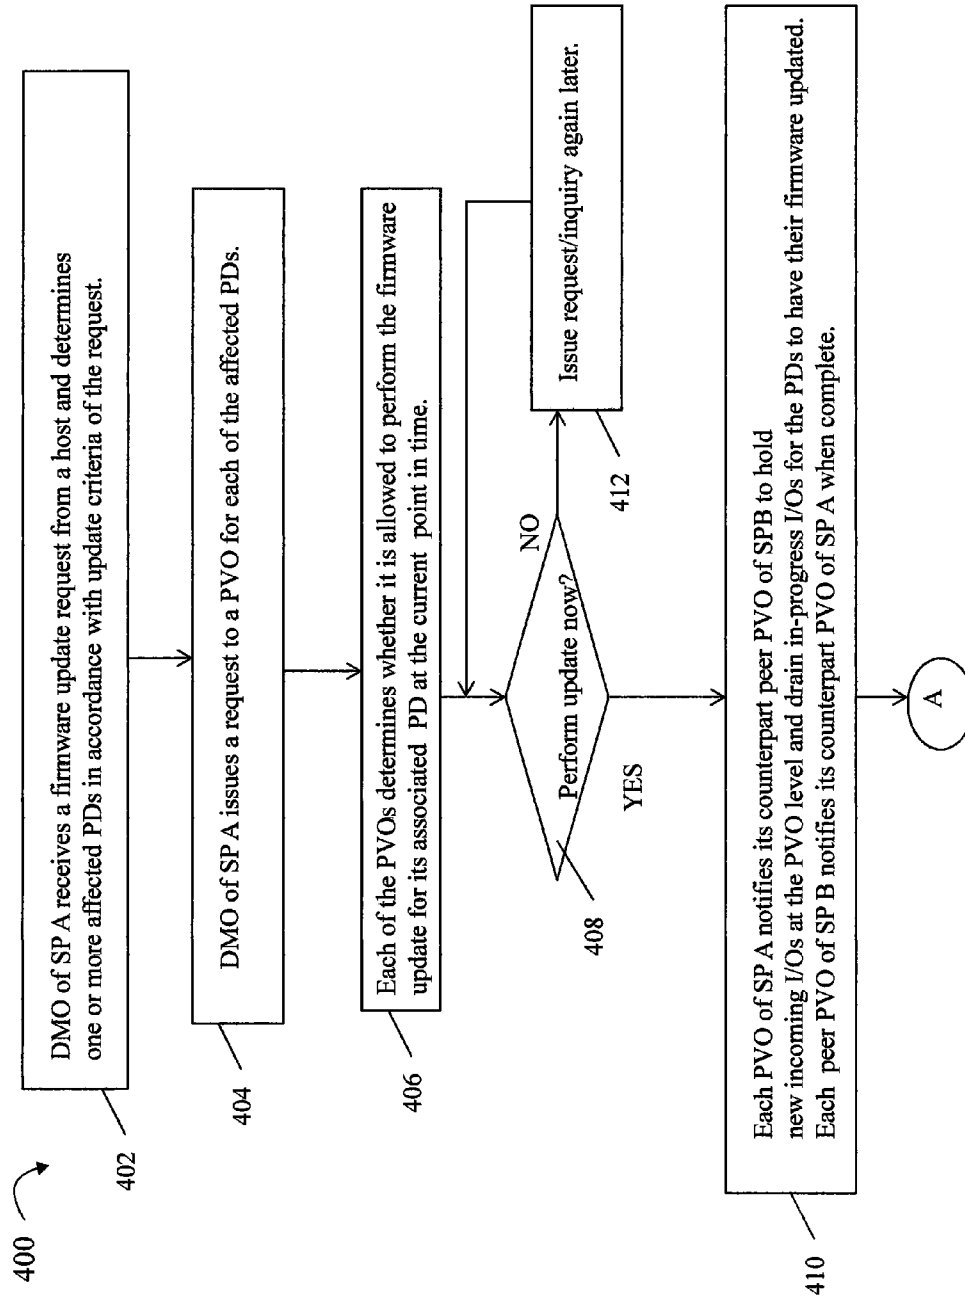 400
DMO of SP A receives a firmware update request from a host and determines
one or more affected PDs in accordance with update criteria of the request.
402
DMO of SP A issues a request to a PVO for each of the affected PDs.
404
Each of the PVOs determines whether it is allowed to perform the firmware
update for its associated PD at the current point in time.
406
Perform update now?
408
NO
YES
Issue request/inquiry again later.
412
Each PVO of SP A notifies its counterpart peer PVO of SPB to hold
new incoming I/Os at the PVO level and drain in-progress I/Os for the PDs to have their firmware updated.
Each peer PVO of SP B notifies its counterpart PVO of SP A when complete.
410
A